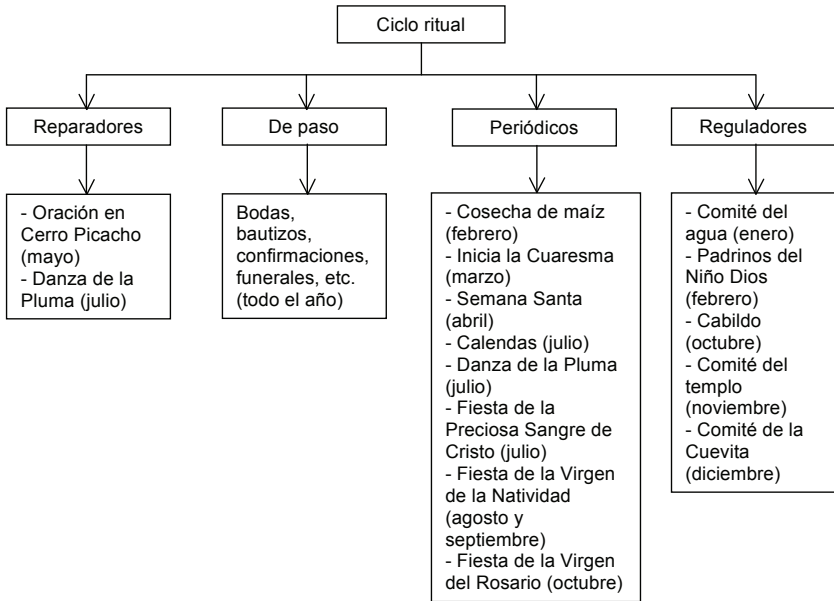 Ciclo ritual
Reparadores
De paso
Periódicos
Reguladores
- Oración en
Cerro Picacho
(mayo)
- Danza de la
Pluma (julio)
Bodas,
bautizos,
confirmaciones,
funerales, etc.
(todo el año)
- Cosecha de maíz
(febrero)
- Inicia la Cuaresma
(marzo)
- Semana Santa
(abril)
- Calendas (julio)
- Danza de la Pluma
(julio)
- Fiesta de la
Preciosa Sangre de
Cristo (julio)
- Fiesta de la Virgen
de la Natividad
(agosto y
septiembre)
- Fiesta de la Virgen
del Rosario (octubre)
- Comité del
agua (enero)
- Padrinos del
Niño Dios
(febrero)
- Cabildo
(octubre)
- Comité del
templo
(noviembre)
- Comité de la
Cuevita
(diciembre)